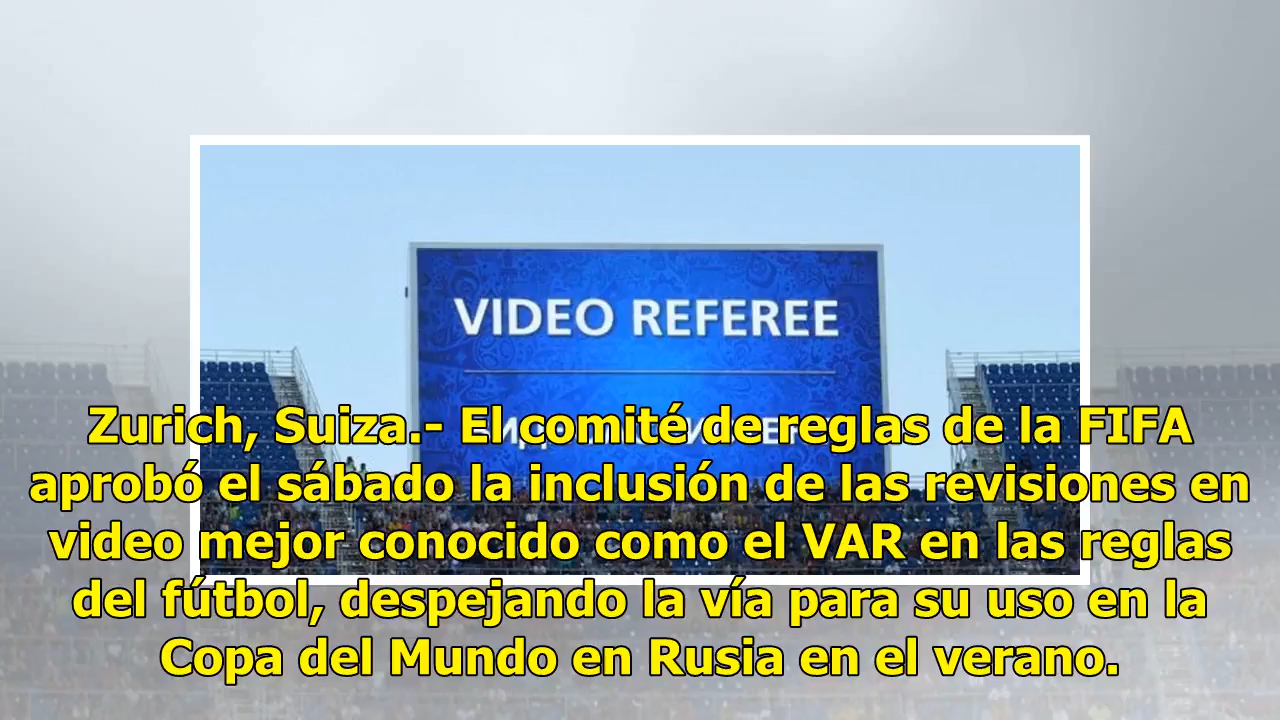 VIDEO REFEREE
Zurich, Suiza.- El comité de reglas de la FIFA
aprobó el sábado la inclusión de las revisiones en
video mejor conocido como el VAR en las reglas
del fútbol, despejando la vía para su uso en la
Copa del Mundo en Rusia en el verano.